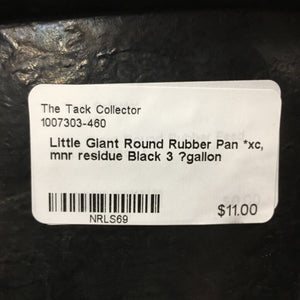 The Tack Collector
1007303-460
Little Giant Round Rubber Pan *xc,
mnr residue Black 3 ?gallon
NRLS69
$11.00